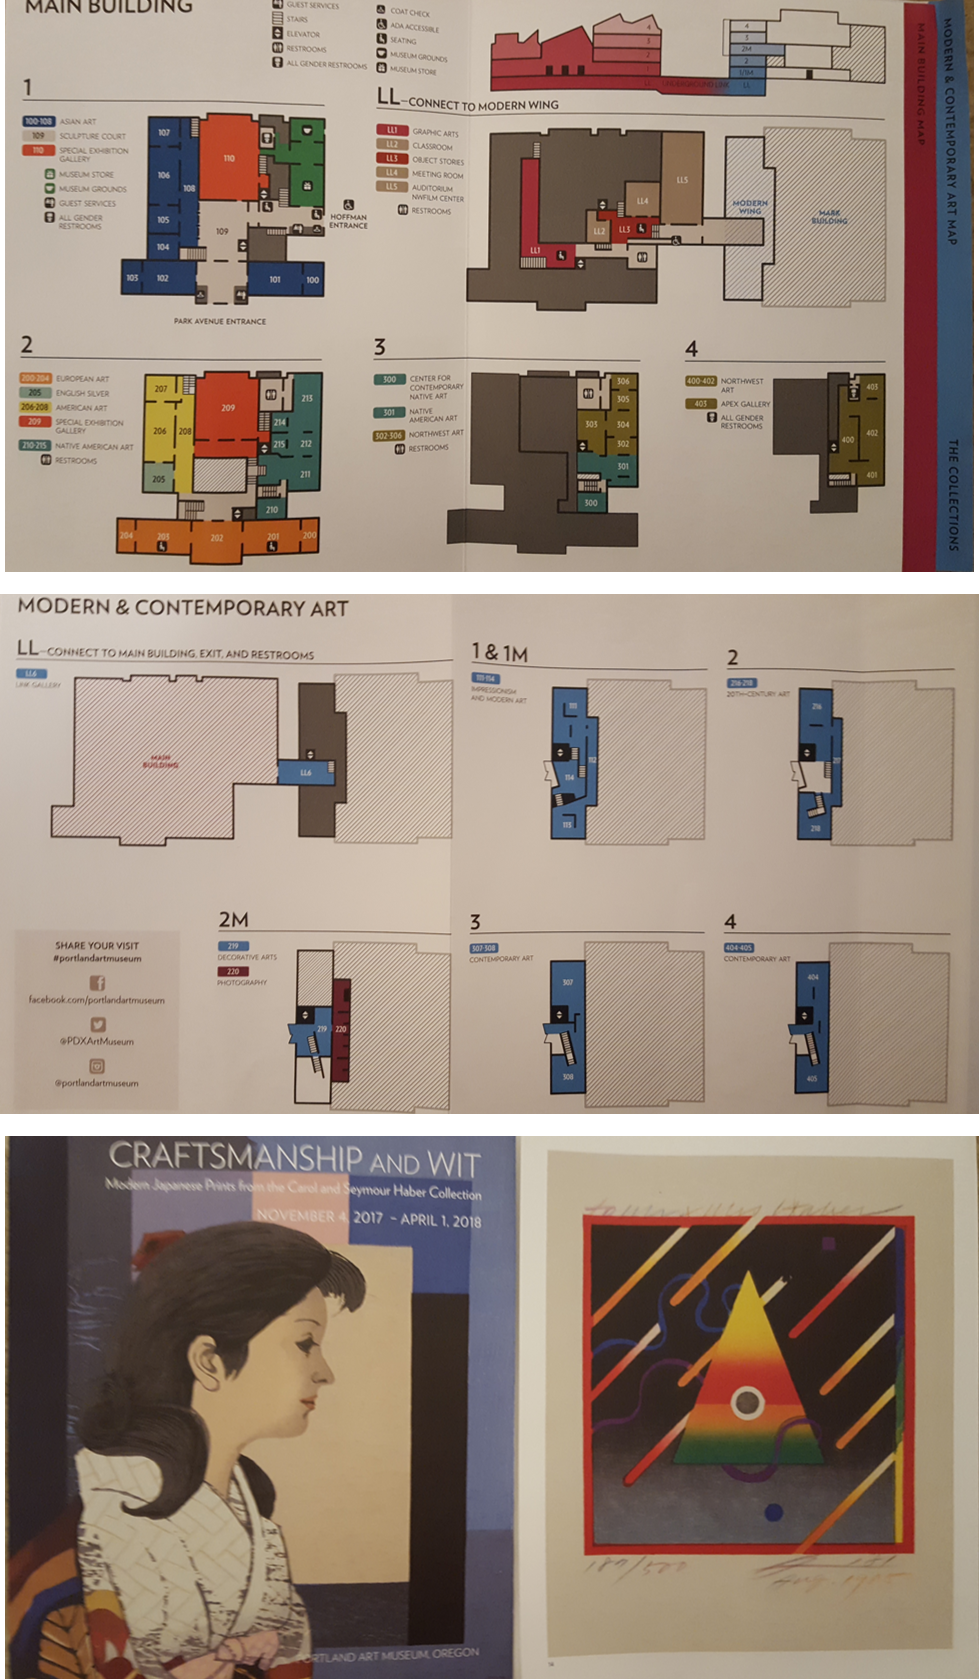 MAIN BUILDING
GUEST SERVICES
STAIRS
ELEVATOR
RESTROOMS
ALL GENDER RESTROOMS
COAT CHECK
ADA ACCESSIBLE
SEATING
MUSEUM GROUNDS
MUSEUM STORE
4
3
2
UNDERGROUND LINK
4
3
2M
2
1/1M
LL
MAIN BUILDING MAP
MODERN & CONTEMPORARY ART MAP
THE COLLECTIONS
1
100-108 ASIAN ART
109 SCULPTURE COURT
110 SPECIAL EXHIBITION
GALLERY
MUSEUM STORE
MUSEUM GROUNDS
GUEST SERVICES
ALL GENDER
RESTROOMS
107
110
106
108
105
109
104
103
102
101
100
HOFFMAN
ENTRANCE
PARK AVENUE ENTRANCE
LL–CONNECT TO MODERN WING
LL1 GRAPHIC ARTS
LL2 CLASSROOM
LL3 OBJECT STORIES
LL4 MEETING ROOM
LL5 AUDITORIUM
NWFILM CENTER
RESTROOMS
LL5
LL4
LL2
LL3
LL1
MODERN
WING
MARK
BUILDING
2
200-204 EUROPEAN ART
205 ENGLISH SILVER
206-208 AMERICAN ART
209 SPECIAL EXHIBITION
GALLERY
210-215 NATIVE AMERICAN ART
RESTROOMS
207
209
213
214
206
208
215
212
205
211
210
204
203
202
201
200
3
300 CENTER FOR
CONTEMPORARY
NATIVE ART
301 NATIVE
AMERICAN ART
302-306 NORTHWEST ART
RESTROOMS
306
305
303
304
302
301
300
4
400-402 NORTHWEST
ART
403 APEX GALLERY
ALL GENDER
RESTROOMS
403
402
400
401
MODERN & CONTEMPORARY ART
LL–CONNECT TO MAIN BUILDING, EXIT, AND RESTROOMS
LL6
LINK GALLERY
MAIN
BUILDING
LL6
1 & 1M
111-114
IMPRESSIONISM
AND MODERN ART
111
112
114
113
2
216-218
20TH-CENTURY ART
216
217
218
SHARE YOUR VISIT
#portlandartmuseum
facebook.com/portlandartmuseum
@PDXArtMuseum
@portlandartmuseum
2M
219
DECORATIVE ARTS
220
PHOTOGRAPHY
219
220
3
307-308
CONTEMPORARY ART
307
308
4
404-405
CONTEMPORARY ART
404
405
CRAFTSMANSHIP AND WIT
Modern Japanese Prints from the Carol and Seymour Haber Collection
NOVEMBER 4, 2017 – APRIL 1, 2018
PORTLAND ART MUSEUM, OREGON
Haber
189/500
Aug. 1985